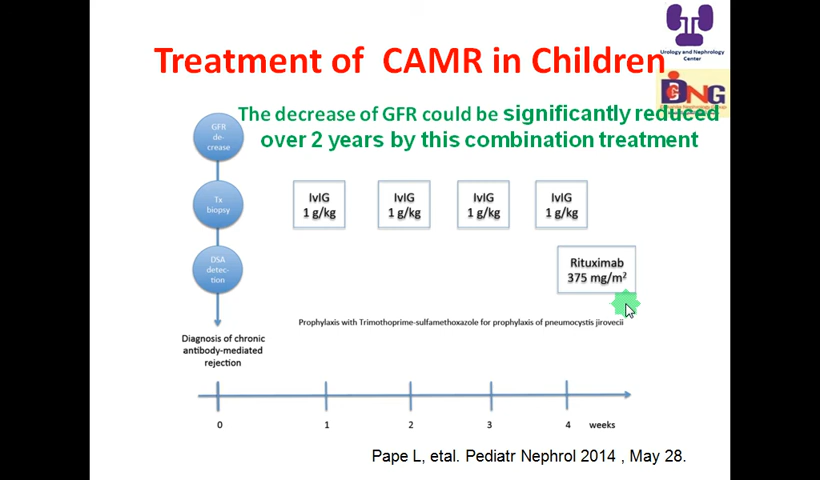 Urology and Nephrology
Center
Treatment of CAMR in Children
The decrease of GFR could be significantly reduced
over 2 years by this combination treatment
GFR
de-
crease
Tx
biopsy
IvIG
1 g/kg
IvIG
1 g/kg
IvIG
1 g/kg
IvIG
1 g/kg
DSA
detec-
tion
Rituximab
375 mg/m²
Prophylaxis with Trimothoprime-sulfamethoxazole for prophylaxis of pneumocystis jirovecii
Diagnosis of chronic
antibody-mediated
rejection
0 1 2 3 4 weeks
Pape L, etal. Pediatr Nephrol 2014 , May 28.